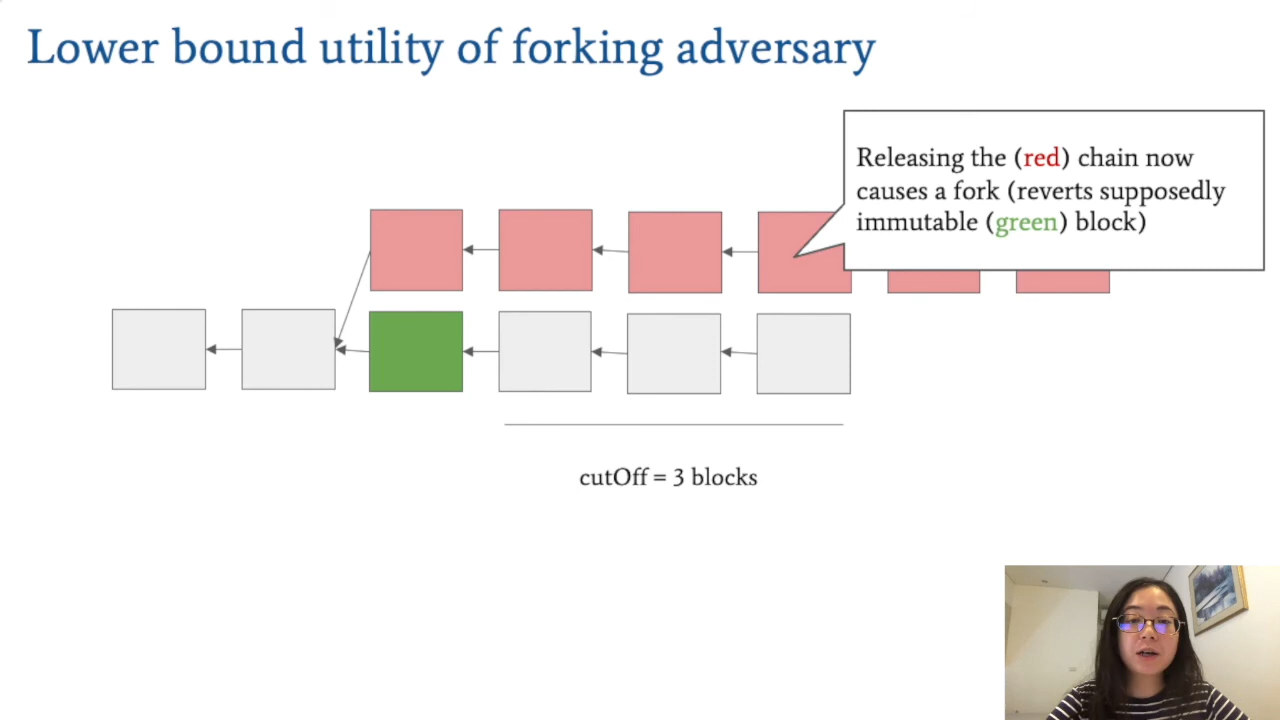 Lower bound utility of forking adversary
Releasing the (red) chain now
causes a fork (reverts supposedly
immutable (green) block)
cutOff = 3 blocks